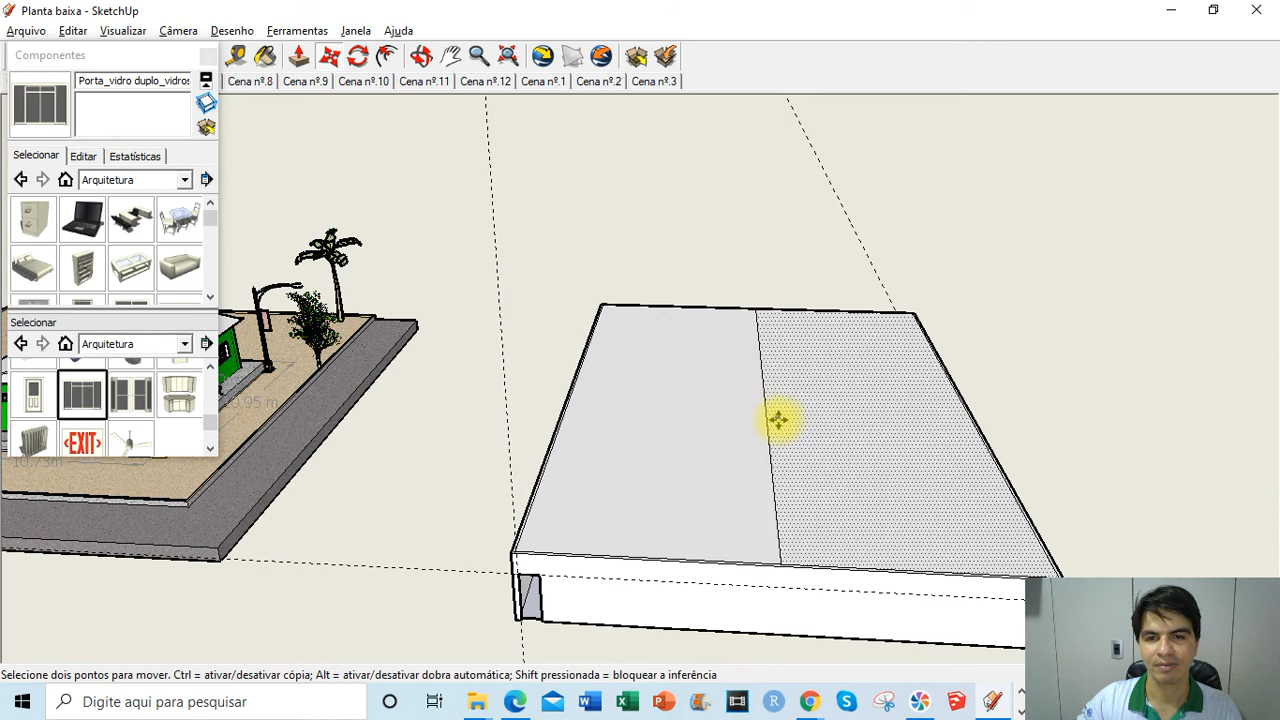 Planta baixa - SketchUp
Arquivo Editar Visualizar Câmera Desenho Ferramentas Janela Ajuda
Componentes
Cena nº.8 Cena nº.9 Cena nº.10 Cena nº.11 Cena nº.12 Cena nº.1 Cena nº.2 Cena nº.3
Porta_vidro duplo_vidros
Selecionar Editar Estatísticas
Arquitetura
Selecionar
Arquitetura
EXIT
Selecione dois pontos para mover. Ctrl = ativar/desativar cópia; Alt = ativar/desativar dobra automática; Shift pressionada = bloquear a inferência
Digite aqui para pesquisar